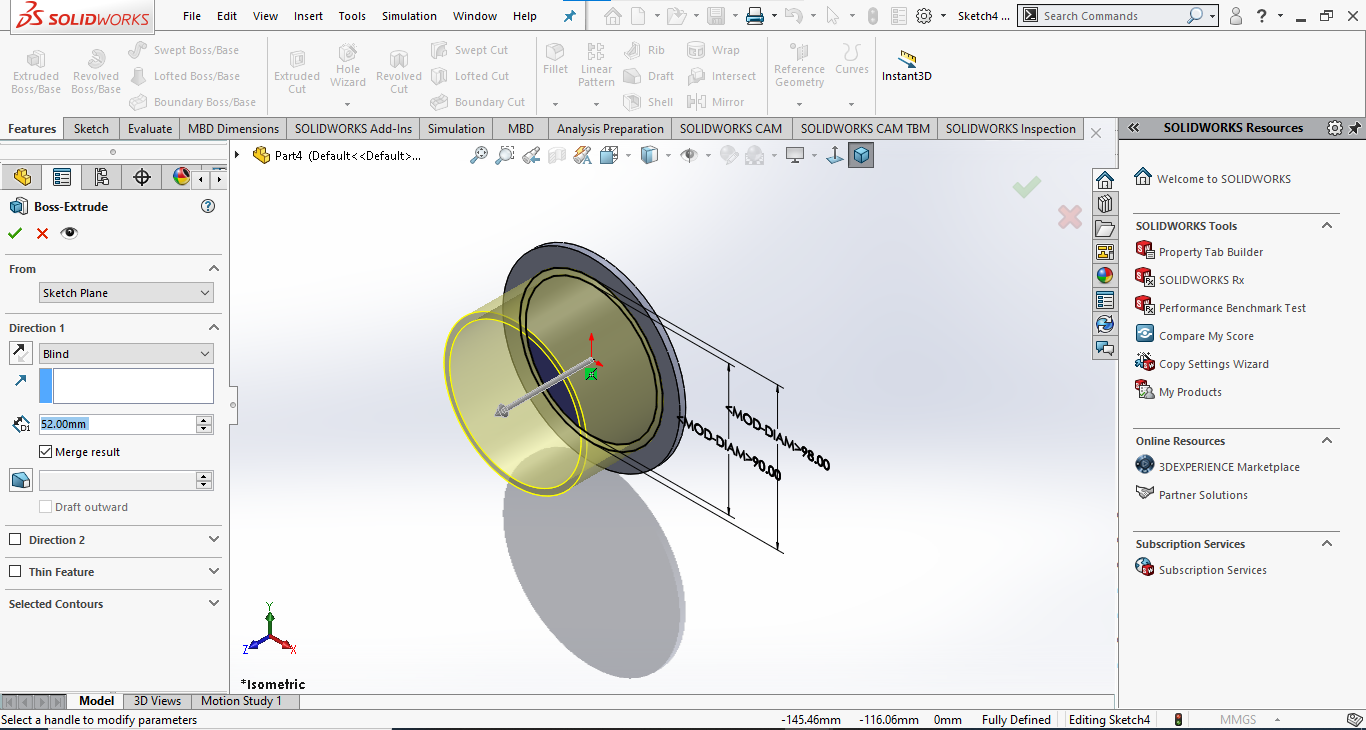 SOLIDWORKS File Edit View Insert Tools Simulation Window Help Sketch4 ... Search Commands ?
Extruded Boss/Base
Revolved Boss/Base
Swept Boss/Base
Lofted Boss/Base
Boundary Boss/Base
Extruded Cut
Hole Wizard
Revolved Cut
Swept Cut
Lofted Cut
Boundary Cut
Fillet
Linear Pattern
Rib
Draft
Shell
Wrap
Intersect
Mirror
Reference Geometry
Curves
Instant3D
Features Sketch Evaluate MBD Dimensions SOLIDWORKS Add-Ins Simulation MBD Analysis Preparation SOLIDWORKS CAM SOLIDWORKS CAM TBM SOLIDWORKS Inspection
Part4 (Default<<Default>...
Boss-Extrude
From
Sketch Plane
Direction 1
Blind
D1
52.00mm
Merge result
Draft outward
Direction 2
Thin Feature
Selected Contours
<MOD-DIAM>98.00
<MOD-DIAM>90.00
Y
Z
X
*Isometric
SOLIDWORKS Resources
Welcome to SOLIDWORKS
SOLIDWORKS Tools
Property Tab Builder
SOLIDWORKS Rx
Performance Benchmark Test
Compare My Score
Copy Settings Wizard
My Products
Online Resources
3DEXPERIENCE Marketplace
Partner Solutions
Subscription Services
Subscription Services
Model 3D Views Motion Study 1
Select a handle to modify parameters -145.46mm -116.06mm 0mm Fully Defined Editing Sketch4 MMGS